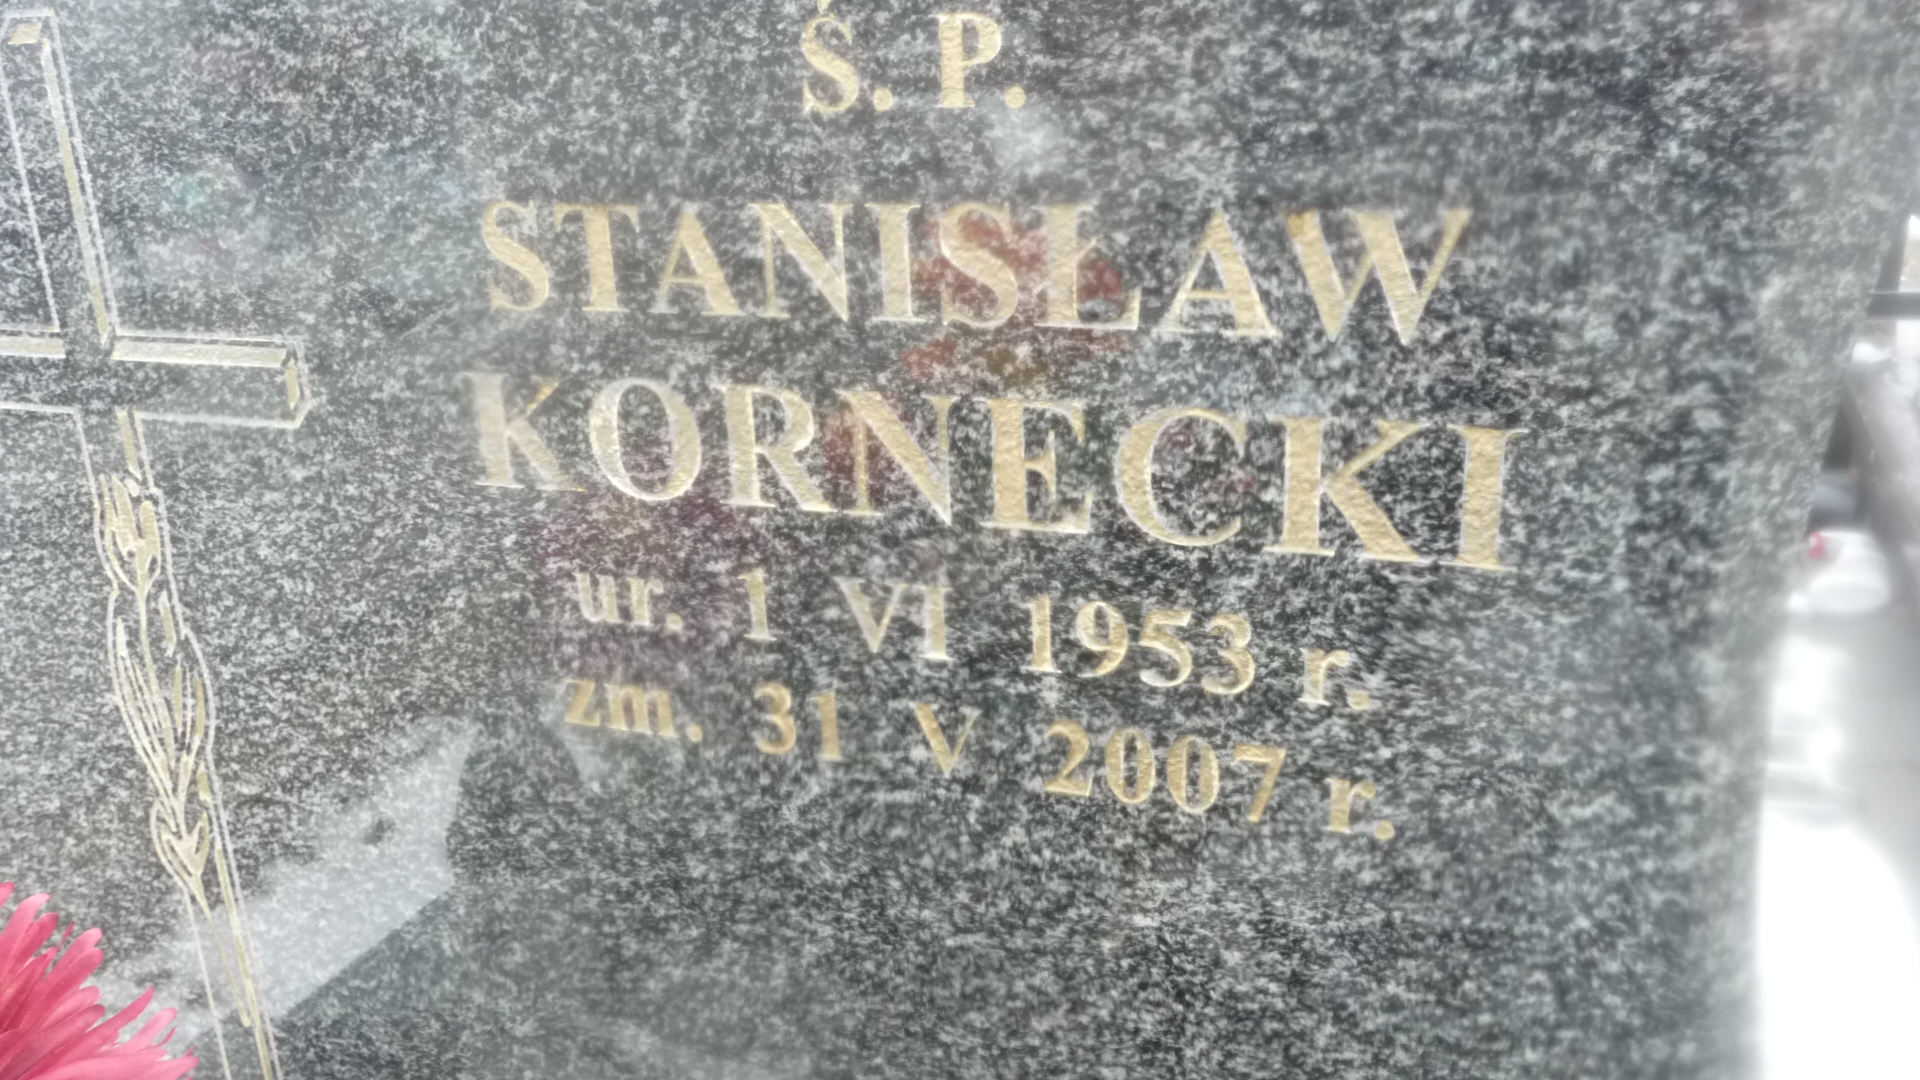 Ś. P.
STANISŁAW
KORNECKI
ur. 1 VI 1953 r.
zm. 31 V 2007 r.